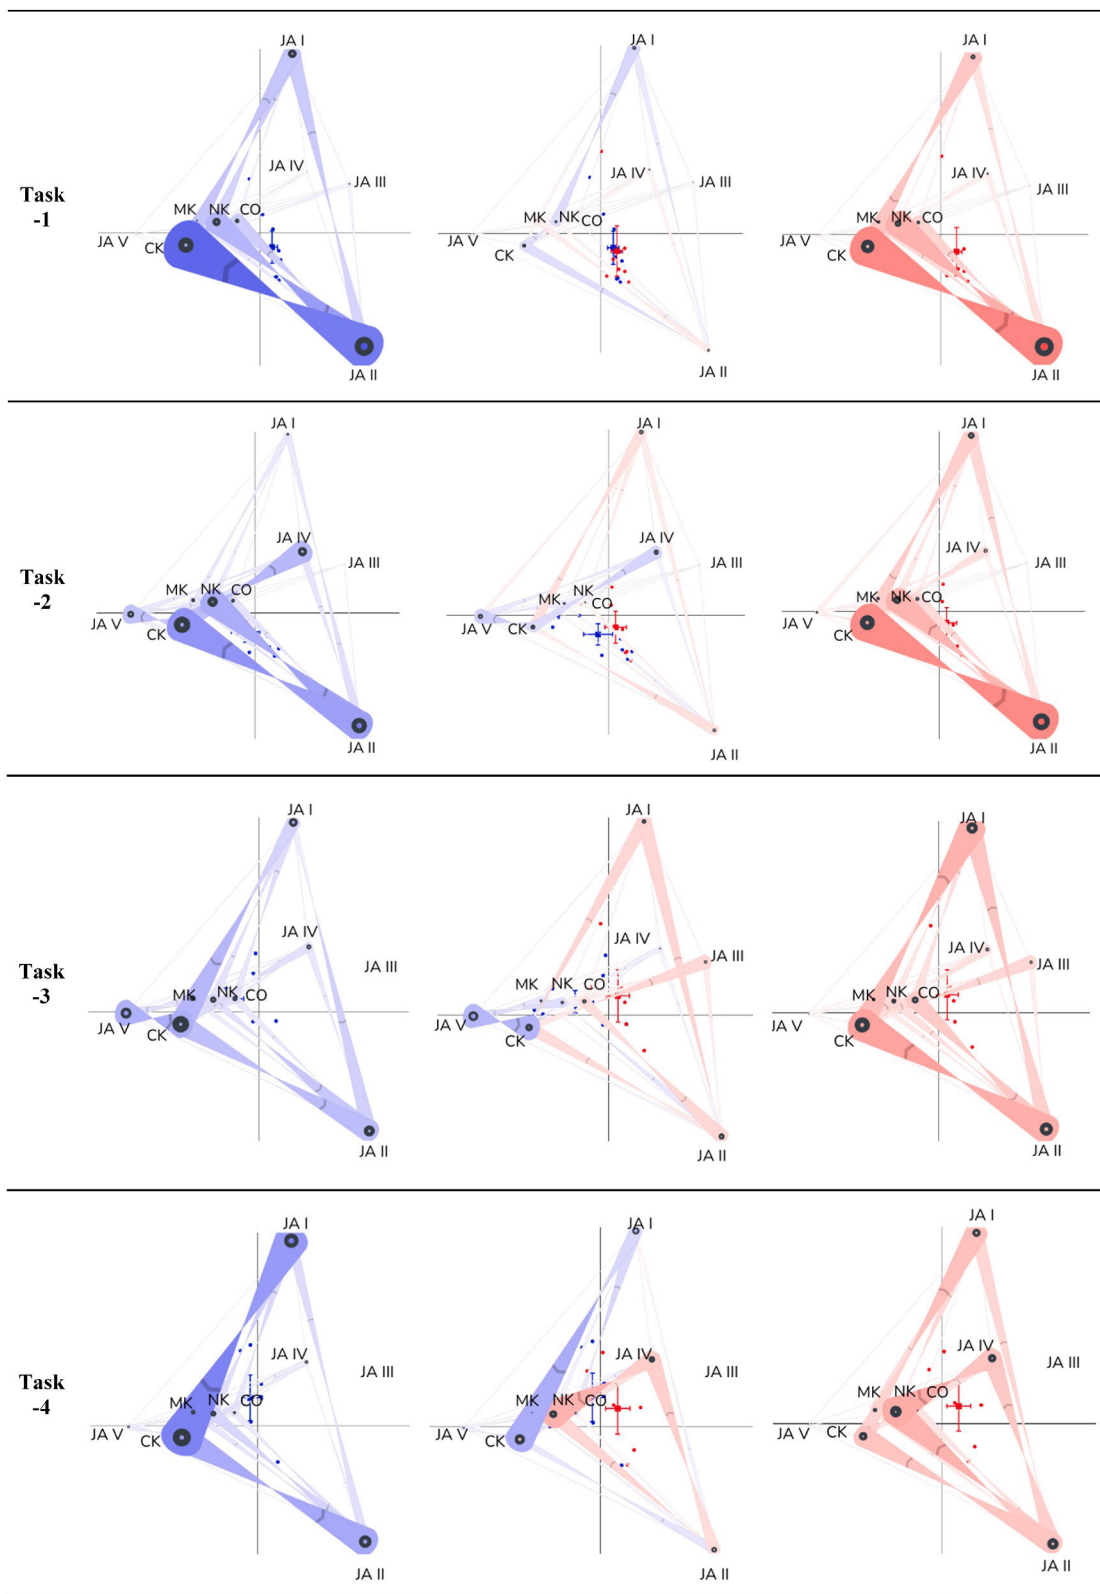 JA I JA I JA I
JA IV JA IV JA IV
Task
-1
JA III JA III JA III
MK NK CO MK NK CO MK NK CO
JA V CK JA V CK JA V CK
JA II JA II JA II
JA I JA I JA I
JA IV JA IV JA IV
Task
-2
JA III JA III JA III
MK NK CO MK NK CO MK NK CO
JA V CK JA V CK JA V CK
JA II JA II JA II
JA I JA I JA I
JA IV JA IV JA IV
Task
-3
JA III JA III JA III
MK NK CO MK NK CO MK NK CO
JA V CK JA V CK JA V CK
JA II JA II JA II
JA I JA I JA I
JA IV JA IV JA IV
Task
-4
JA III JA III JA III
MK NK CO MK NK CO MK NK CO
JA V CK JA V CK JA V CK
JA II JA II JA II